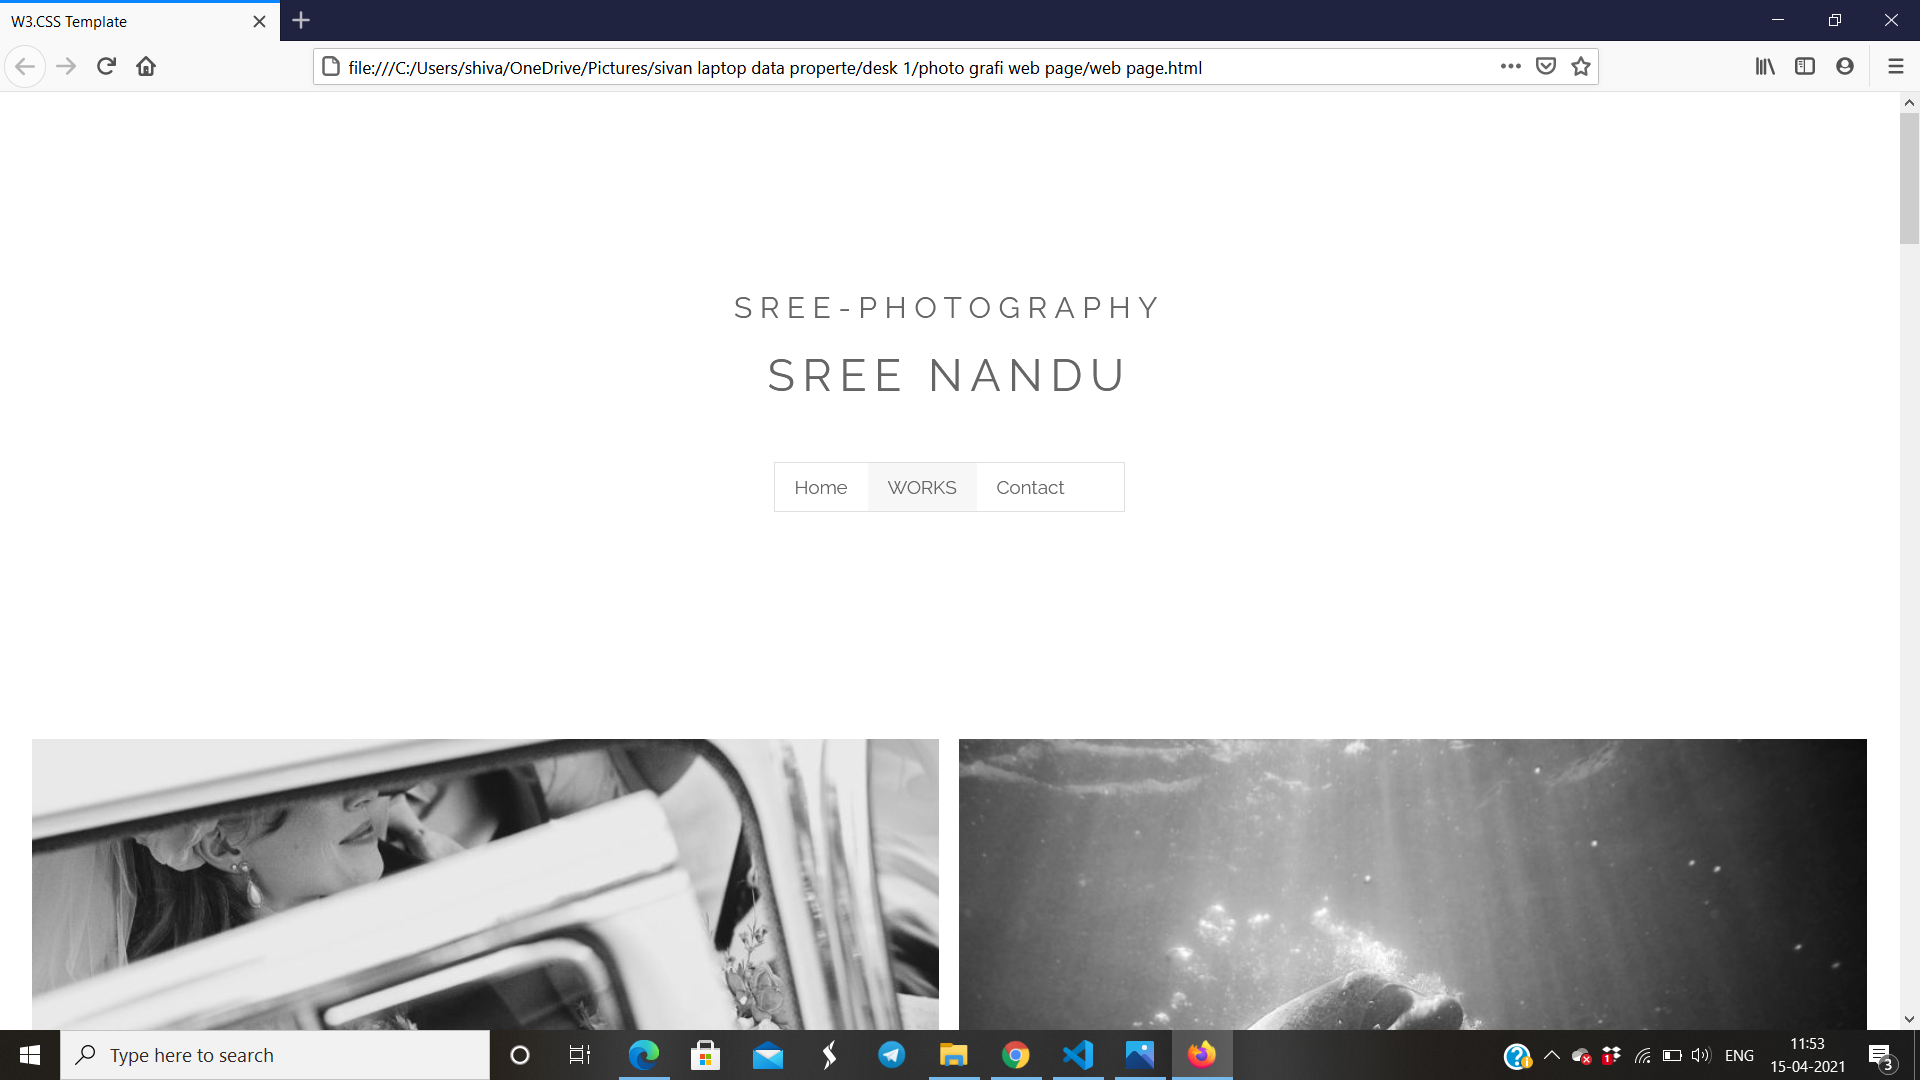 W3.CSS Template
file:///C:/Users/shiva/OneDrive/Pictures/sivan laptop data properte/desk 1/photo grafi web page/web page.html
SREE-PHOTOGRAPHY
SREE NANDU
Home WORKS Contact
Type here to search
1
ENG
11:53
15-04-2021
3